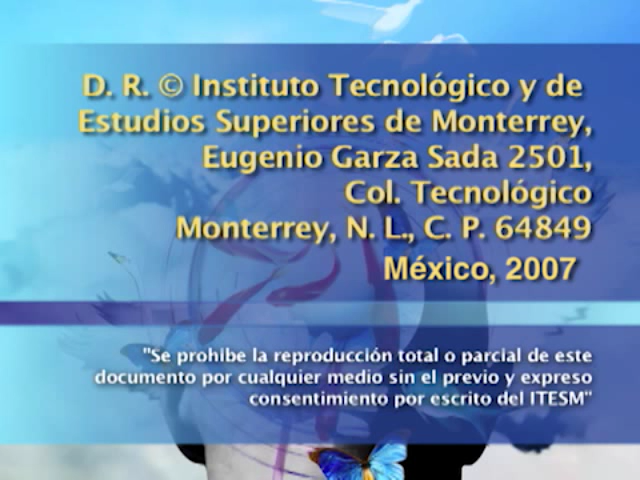 D. R. © Instituto Tecnológico y de
Estudios Superiores de Monterrey,
Eugenio Garza Sada 2501,
Col. Tecnológico
Monterrey, N. L., C. P. 64849
México, 2007
"Se prohibe la reproducción total o parcial de este
documento por cualquier medio sin el previo y expreso
consentimiento por escrito del ITESM"